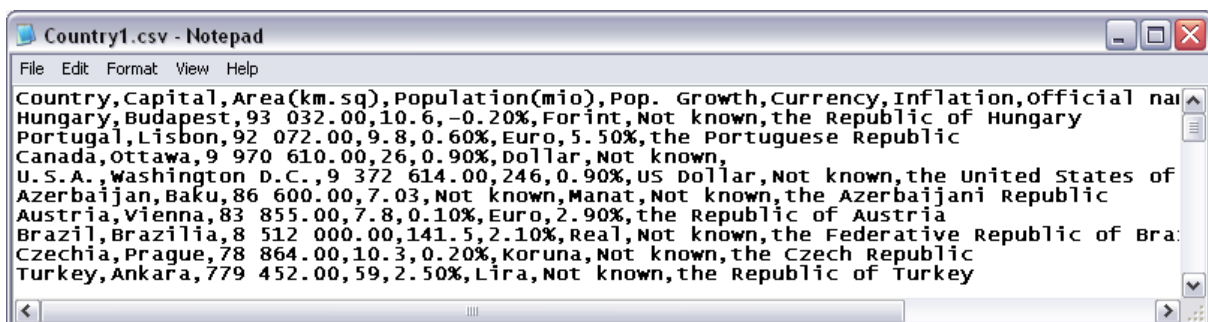 Country1.csv - Notepad
File Edit Format View Help
Country,Capital,Area(km.sq),Population(mio),Pop. Growth,Currency,Inflation,Official
Hungary,Budapest,93 032.00,10.6,-0.20%,Forint,Not known,the Republic of Hungary
Portugal,Lisbon,92 072.00,9.8,0.60%,Euro,5.50%,the Portuguese Republic
Canada,Ottawa,9 970 610.00,26,0.90%,Dollar,Not known,
U.S.A.,Washington D.C.,9 372 614.00,246,0.90%,US Dollar,Not known,the United States of
Azerbaijan,Baku,86 600.00,7.03,Not known,Manat,Not known,the Azerbaijani Republic
Austria,Vienna,83 855.00,7.8,0.10%,Euro,2.90%,the Republic of Austria
Brazil,Brazilia,8 512 000.00,141.5,2.10%,Real,Not known,the Federative Republic of
Czechia,Prague,78 864.00,10.3,0.20%,Koruna,Not known,the Czech Republic
Turkey,Ankara,779 452.00,59,2.50%,Lira,Not known,the Republic of Turkey